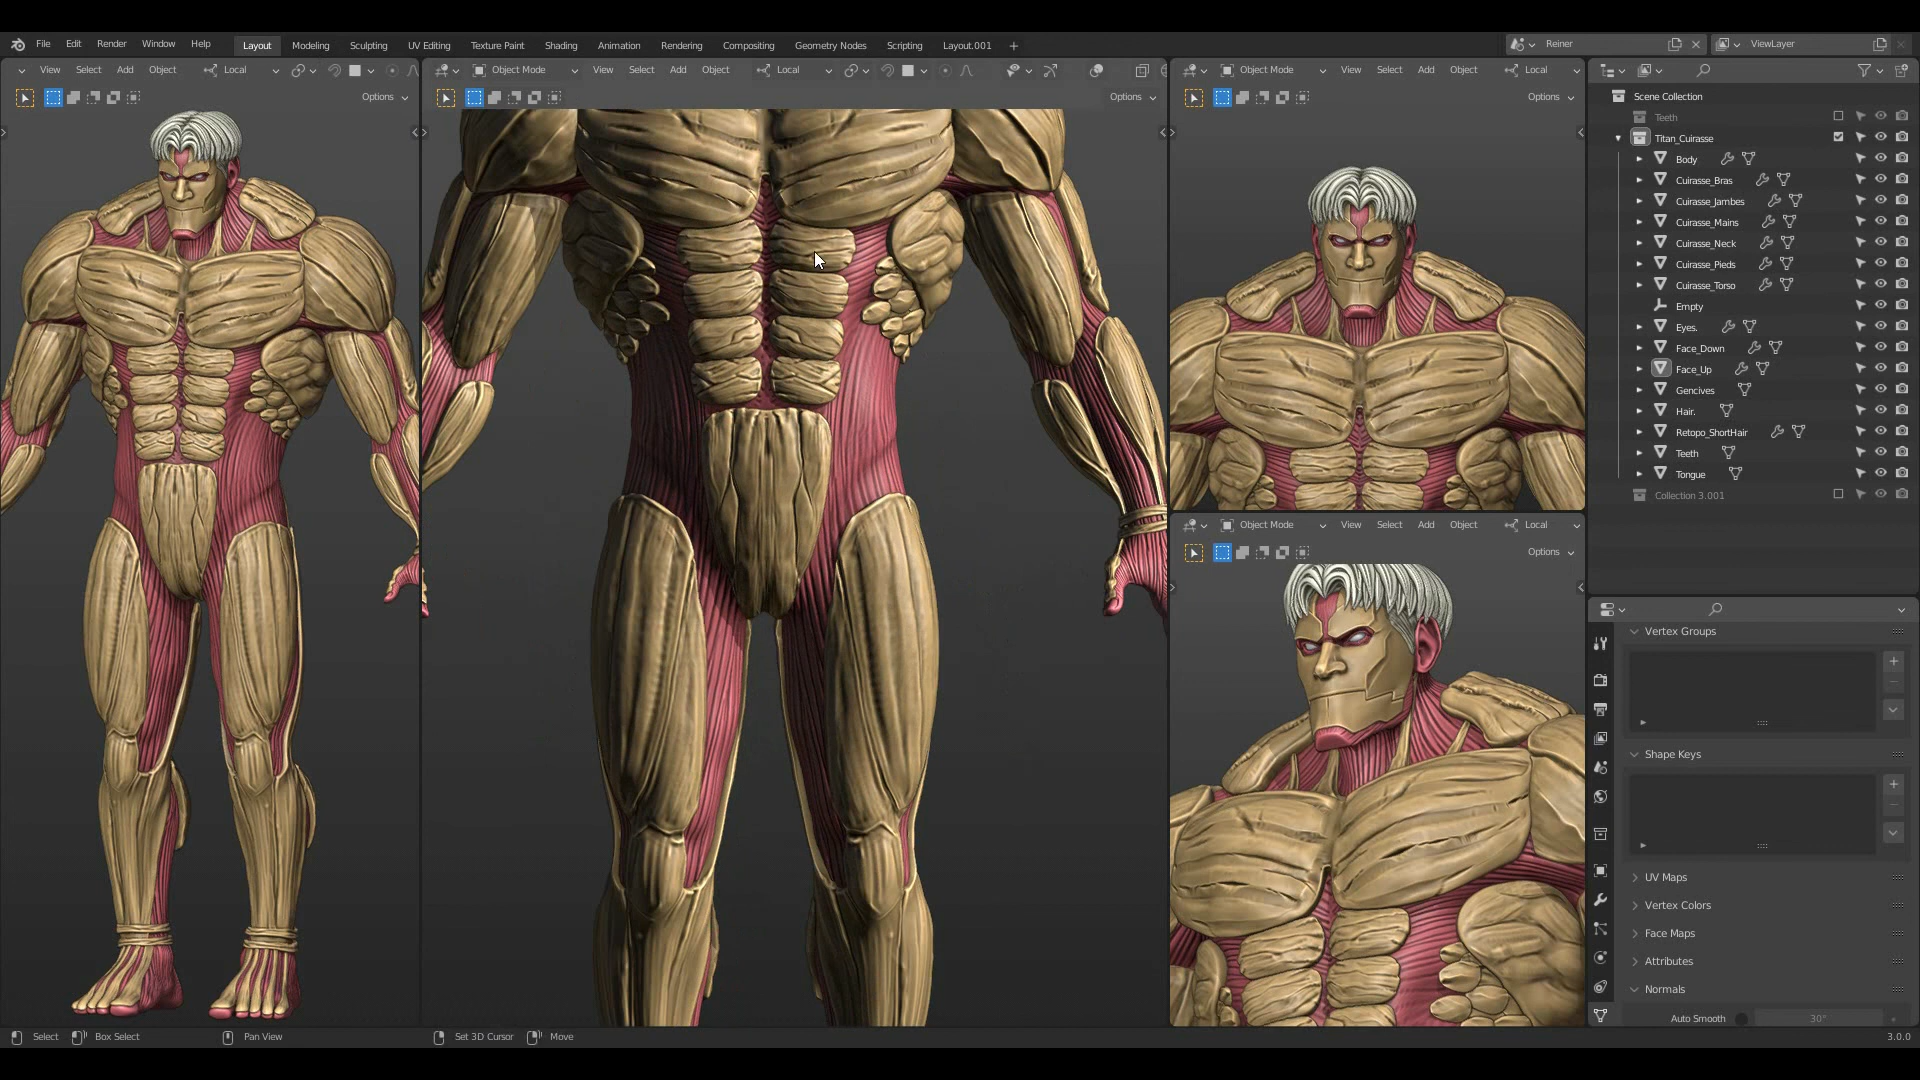 File Edit Render Window Help Layout Modeling Sculpting UV Editing Texture Paint Shading Animation Rendering Compositing Geometry Nodes Scripting Layout.001 + Reiner ViewLayer
View Select Add Object Local
Options
Object Mode View Select Add Object Local
Options
Object Mode View Select Add Object Local
Options
Object Mode View Select Add Object Local
Options
Scene Collection
Teeth
Titan_Cuirasse
Body
Cuirasse_Bras
Cuirasse_Jambes
Cuirasse_Mains
Cuirasse_Neck
Cuirasse_Pieds
Cuirasse_Torso
Empty
Eyes.
Face_Down
Face_Up
Gencives
Hair.
Retopo_ShortHair
Teeth
Tongue
Collection 3.001
Vertex Groups
Shape Keys
UV Maps
Vertex Colors
Face Maps
Attributes
Normals
Auto Smooth 30°
Select Box Select Pan View Set 3D Cursor Move 3.0.0